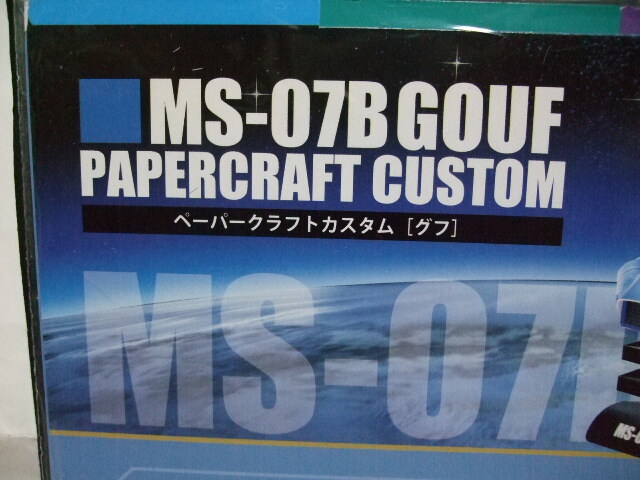 MS-07B GOUF
PAPERCRAFT CUSTOM
ペーパークラフトカスタム [グフ]
MS-07
MS-